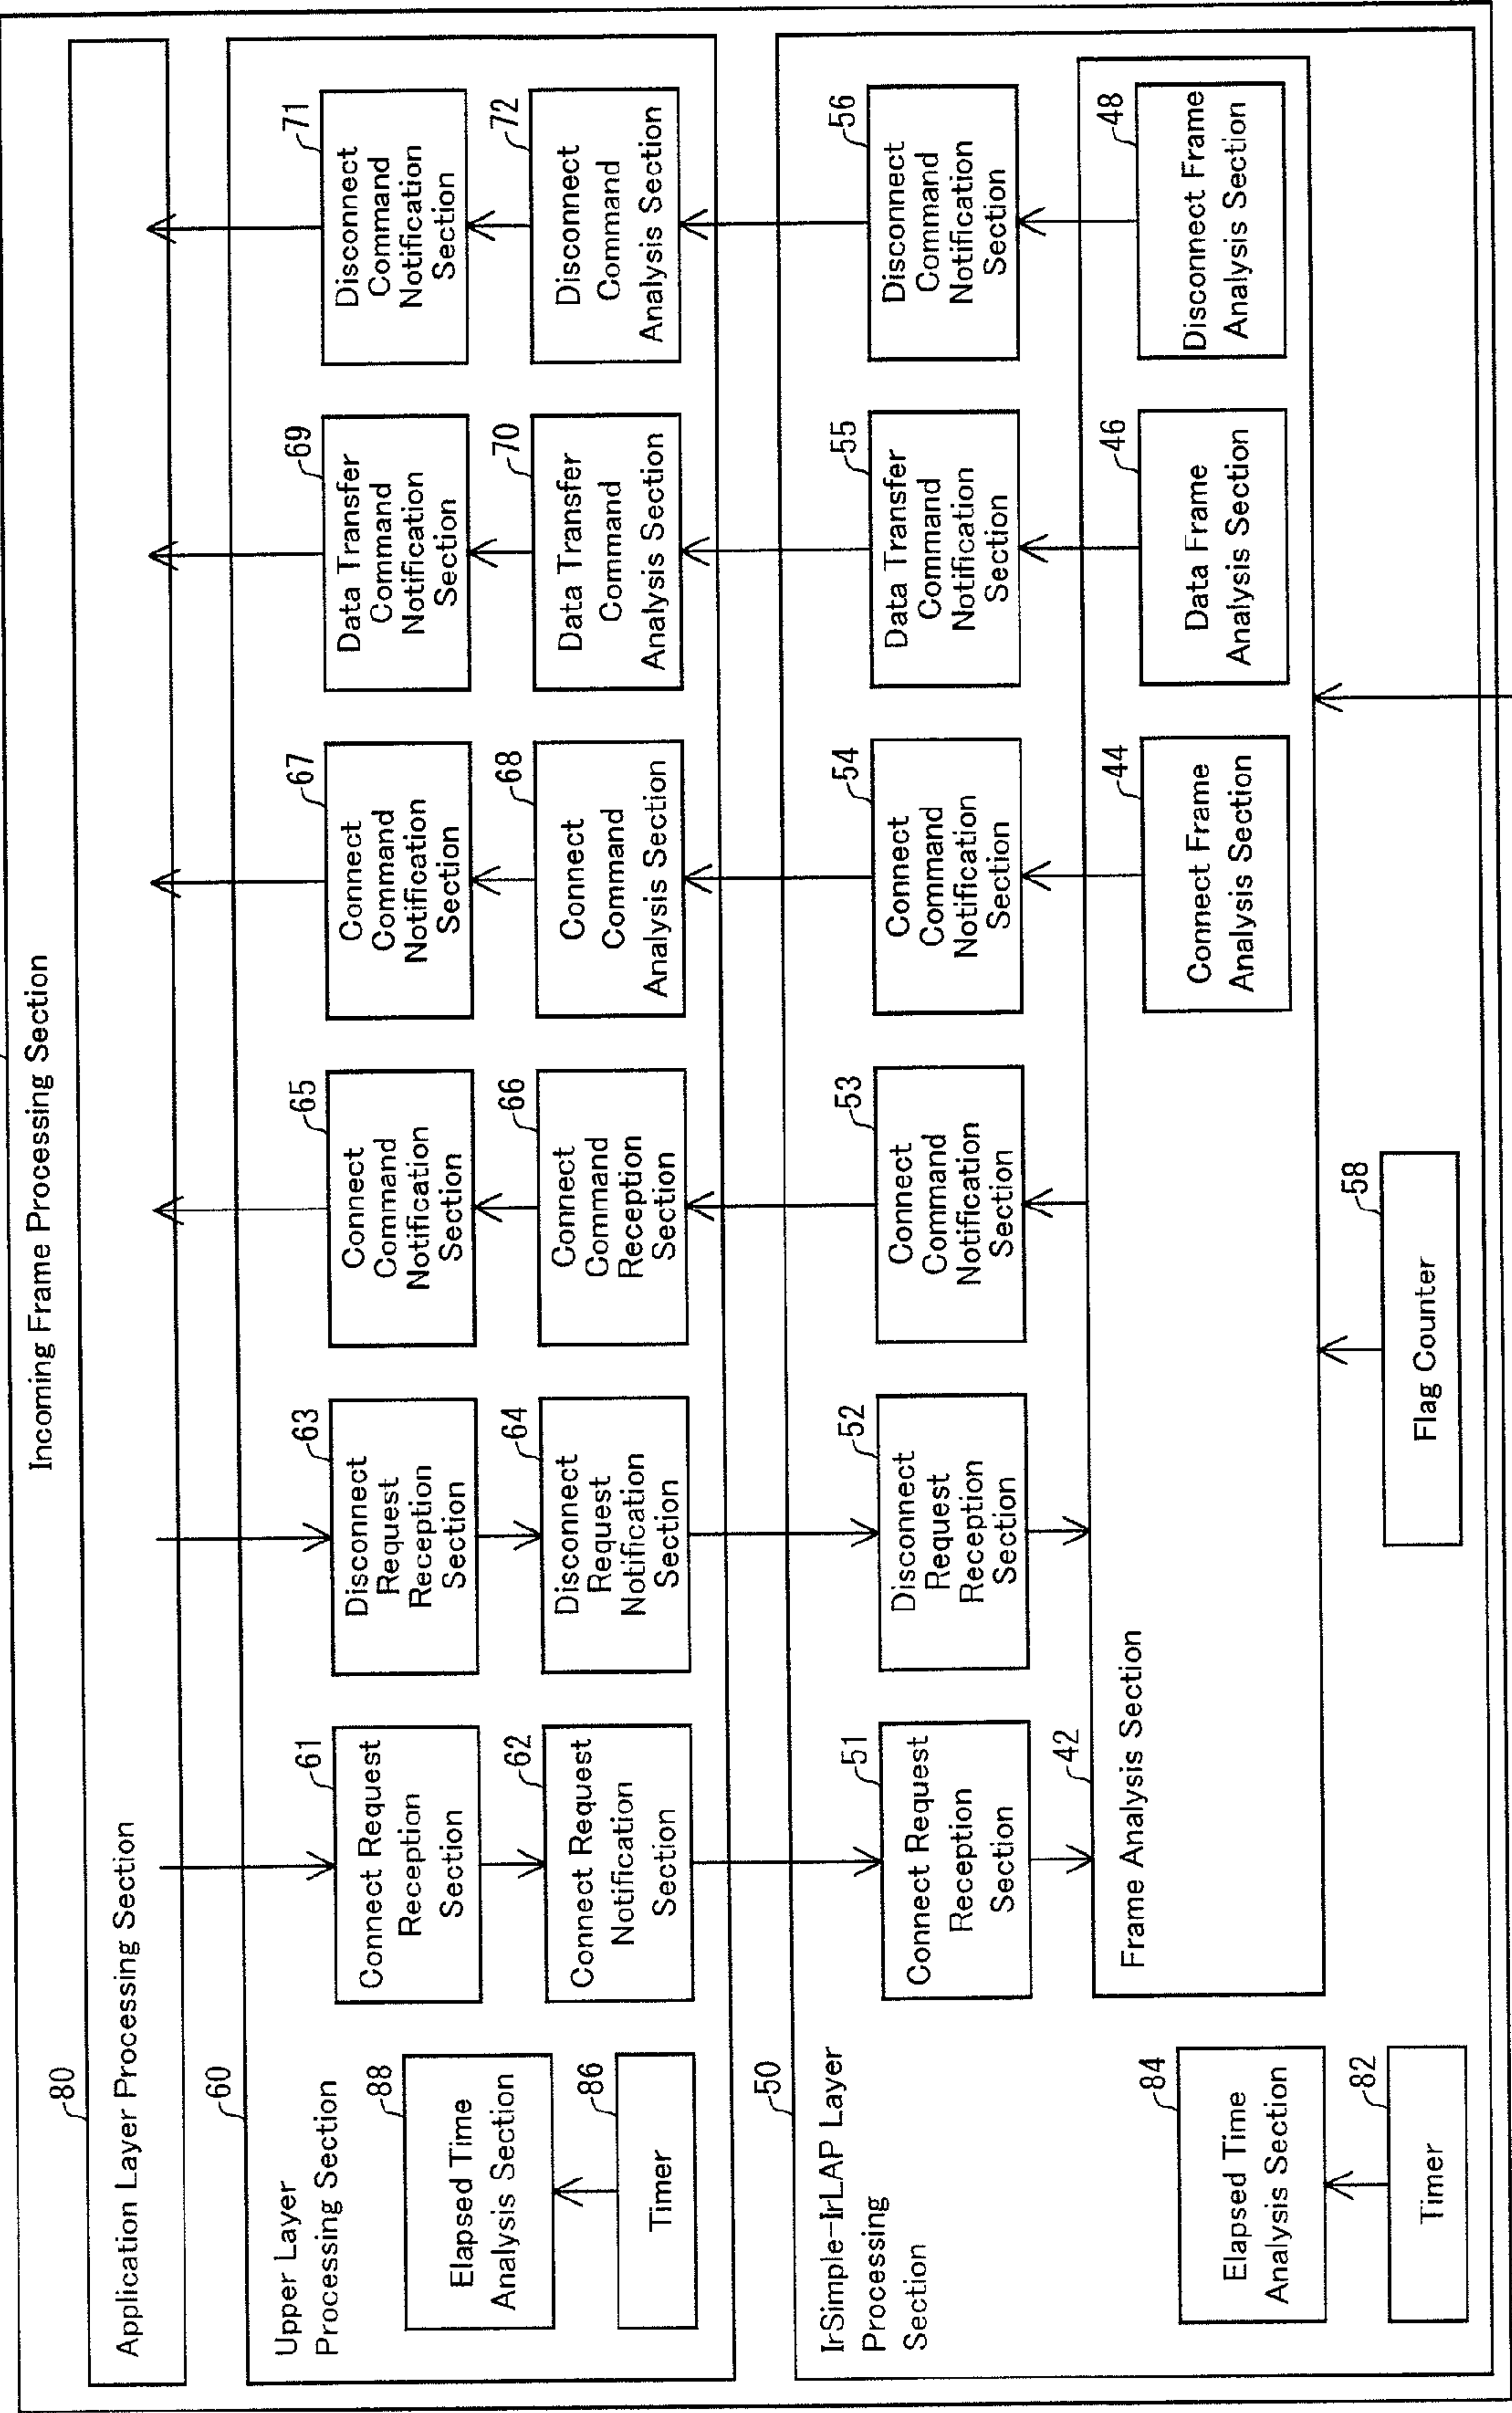 Incoming Frame Processing Section
80
Application Layer Processing Section
60
Upper Layer
Processing Section
88
Elapsed Time
Analysis Section
86
Timer
61
Connect Request
Reception
Section
62
Connect Request
Notification
Section
63
Disconnect
Request
Reception
Section
64
Disconnect
Request
Notification
Section
65
Connect
Command
Notification
Section
66
Connect
Command
Reception
Section
67
Connect
Command
Notification
Section
68
Connect
Command
Analysis Section
69
Data Transfer
Command
Notification
Section
70
Data Transfer
Command
Analysis Section
71
Disconnect
Command
Notification
Section
72
Disconnect
Command
Analysis Section
50
IrSimple-IrLAP Layer
Processing
Section
84
Elapsed Time
Analysis Section
82
Timer
51
Connect Request
Reception
Section
52
Disconnect
Request
Reception
Section
53
Connect
Command
Notification
Section
54
Connect
Command
Notification
Section
55
Data Transfer
Command
Notification
Section
56
Disconnect
Command
Notification
Section
42
Frame Analysis Section
44
Connect Frame
Analysis Section
46
Data Frame
Analysis Section
48
Disconnect Frame
Analysis Section
58
Flag Counter